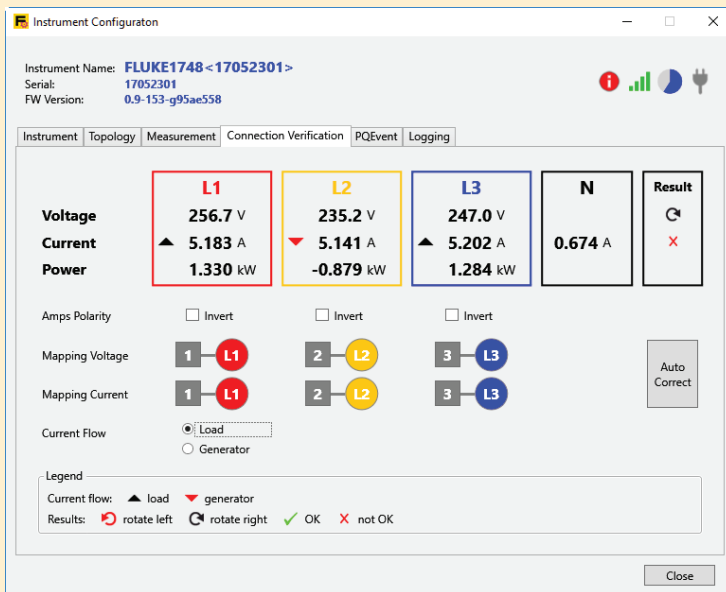 Instrument Configuraton
Instrument Name: FLUKE1748<17052301>
Serial: 17052301
FW Version: 0.9-153-g95ae558
Instrument Topology Measurement Connection Verification PQEvent Logging
L1 L2 L3 N Result
Voltage 256.7 V 235.2 V 247.0 V
Current 5.183 A 5.141 A 5.202 A 0.674 A
Power 1.330 kW -0.879 kW 1.284 kW
Amps Polarity Invert Invert Invert
Mapping Voltage 1 L1 2 L2 3 L3
Mapping Current 1 L1 2 L2 3 L3
Auto
Correct
Current Flow Load
Generator
Legend
Current flow: load generator
Results: rotate left rotate right OK not OK
Close